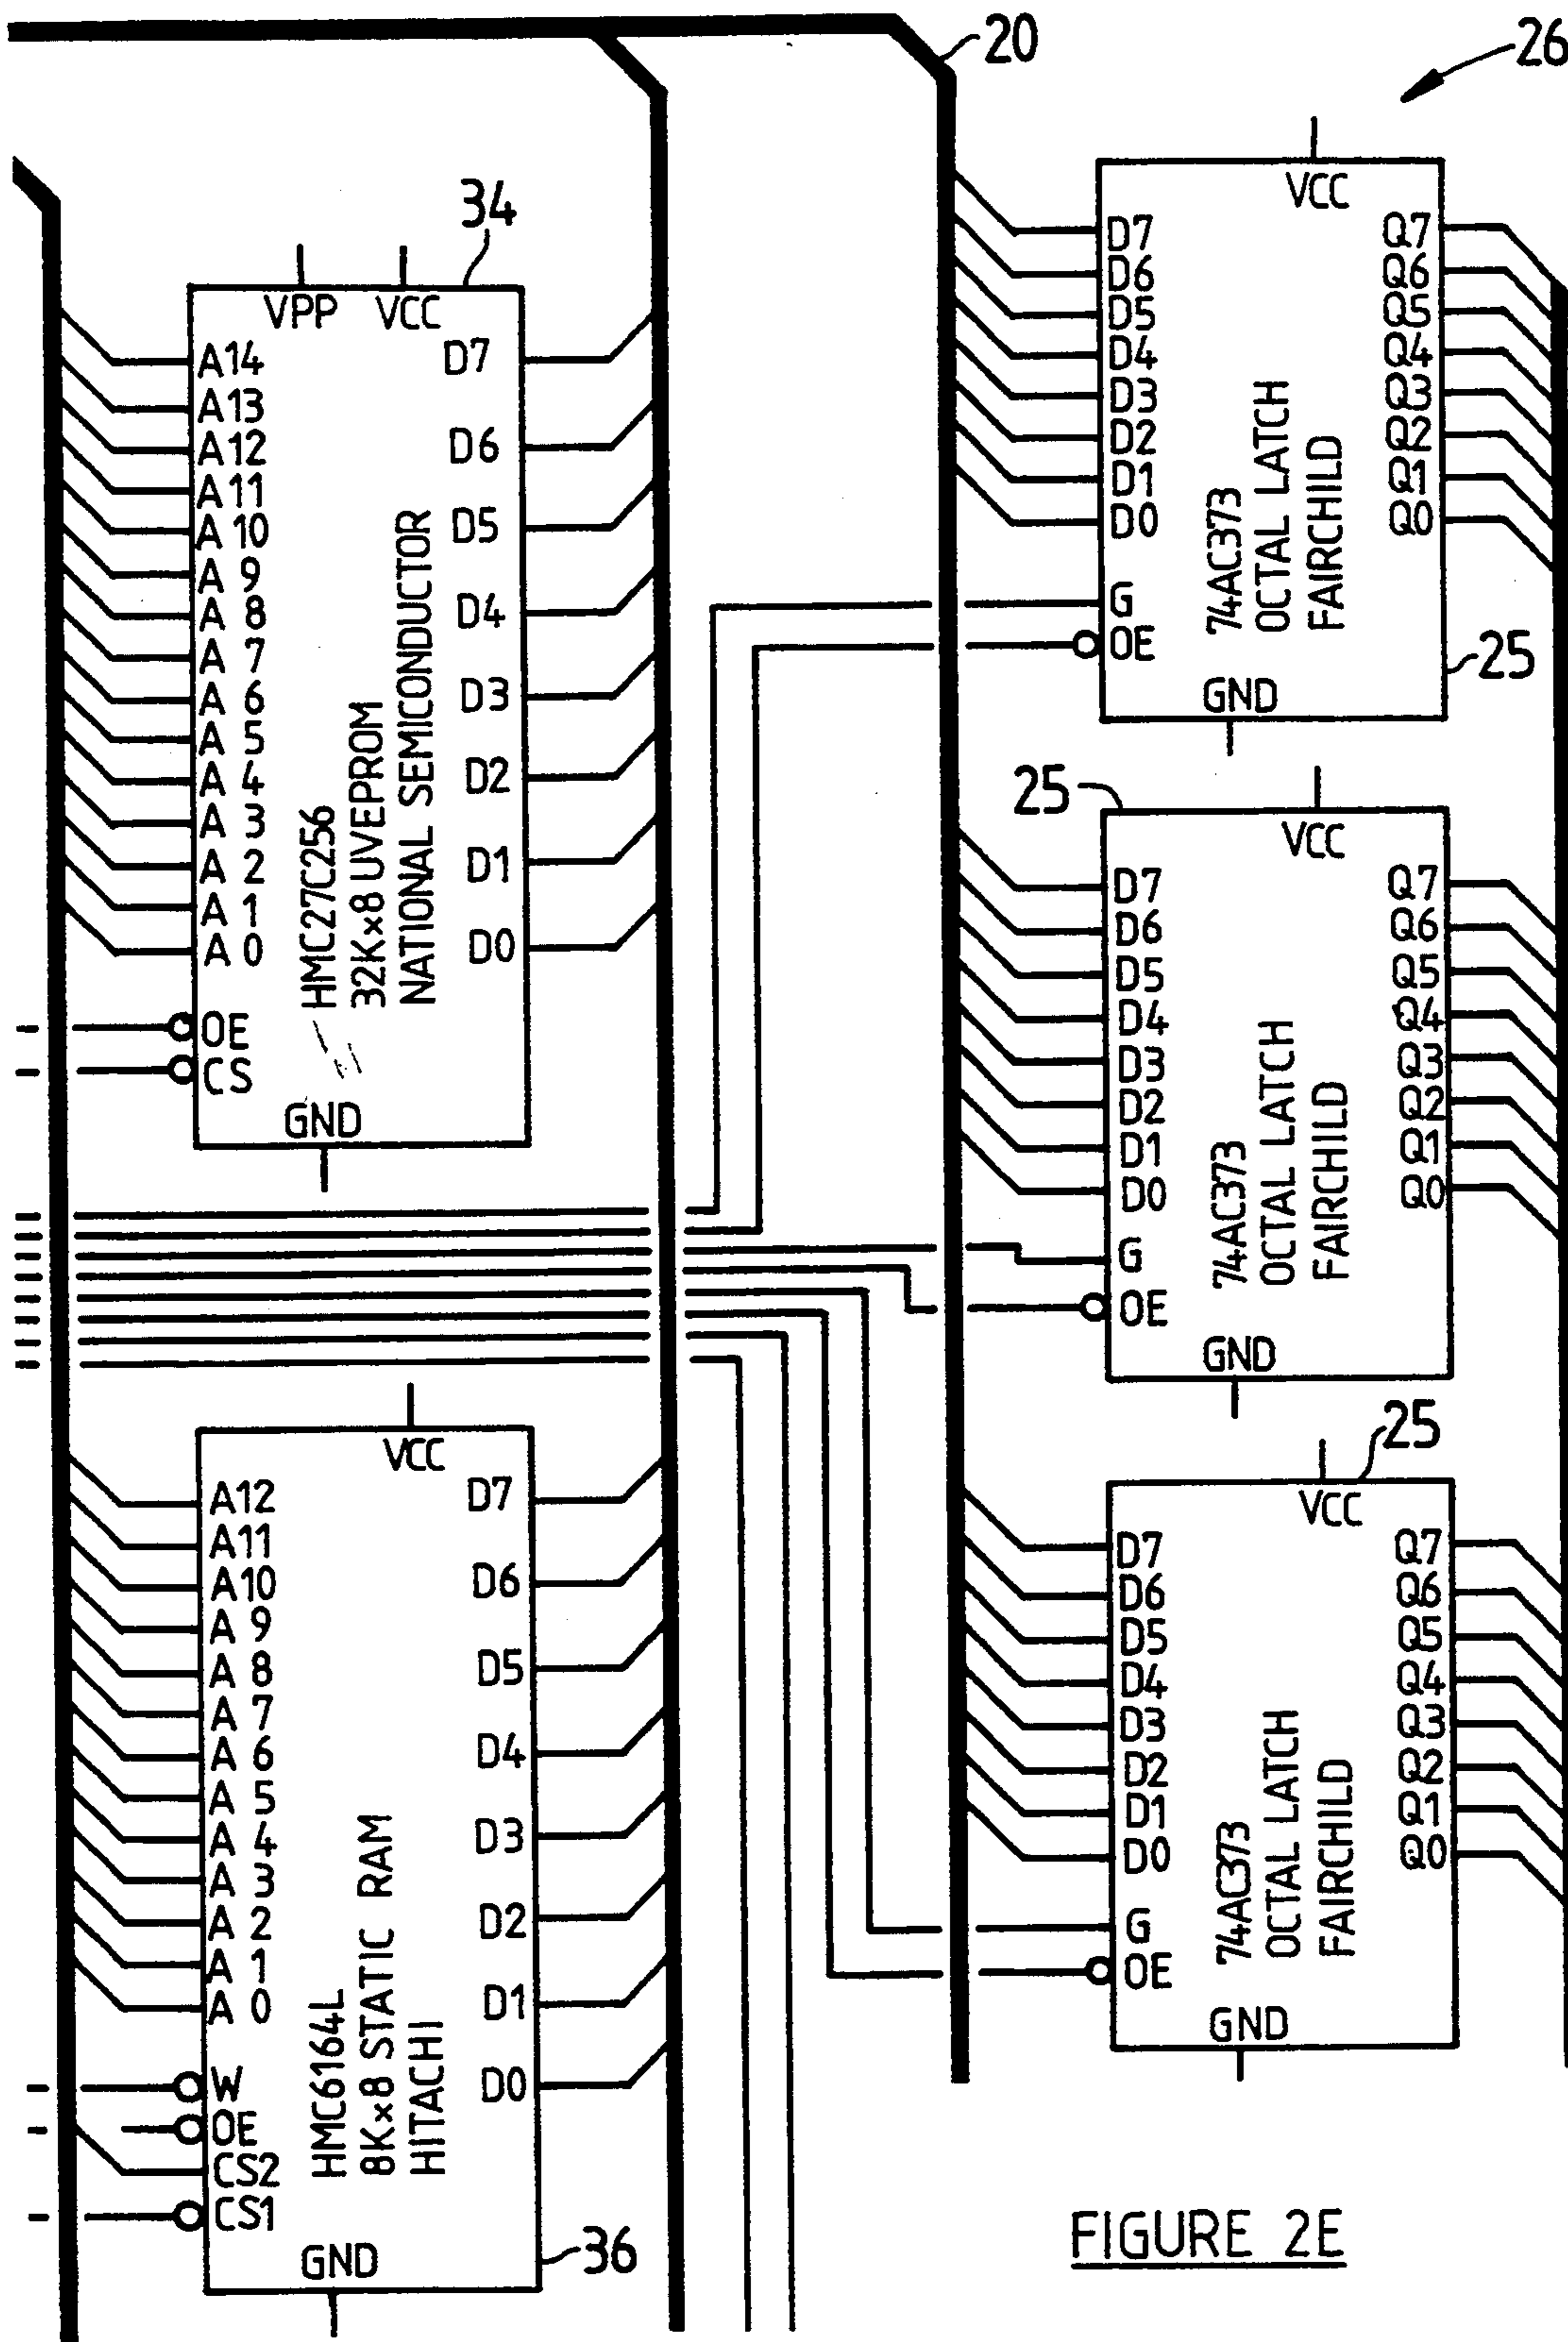 20
26
34
VPP VCC
A14
A13
A12
A11
A10
A 9
A 8
A 7
A 6
A 5
A 4
A 3
A 2
A 1
A 0
OE
CS
GND
D7
D6
D5
D4
D3
D2
D1
D0
HMC27C256
32K×8 UVEPROM
NATIONAL SEMICONDUCTOR
VCC
D7
D6
D5
D4
D3
D2
D1
D0
G
OE
GND
Q7
Q6
Q5
Q4
Q3
Q2
Q1
Q0
74AC373
OCTAL LATCH
FAIRCHILD
25
25
VCC
D7
D6
D5
D4
D3
D2
D1
D0
G
OE
GND
Q7
Q6
Q5
Q4
Q3
Q2
Q1
Q0
74AC373
OCTAL LATCH
FAIRCHILD
VCC
A12
A11
A10
A 9
A 8
A 7
A 6
A 5
A 4
A 3
A 2
A 1
A 0
W
OE
CS2
CS1
GND
D7
D6
D5
D4
D3
D2
D1
D0
HMC6164L
8K×8 STATIC RAM
HITACHI
36
25
VCC
D7
D6
D5
D4
D3
D2
D1
D0
G
OE
GND
Q7
Q6
Q5
Q4
Q3
Q2
Q1
Q0
74AC373
OCTAL LATCH
FAIRCHILD
FIGURE 2E